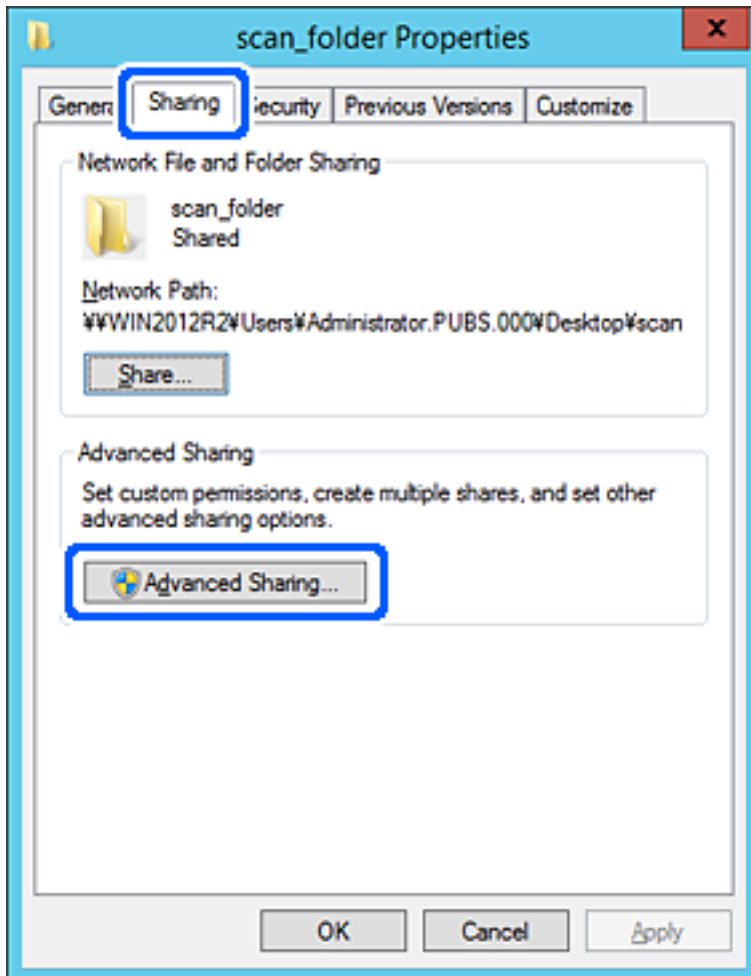 scan_folder Properties
x
Genera Sharing ecurity Previous Versions Customize
Network File and Folder Sharing
scan_folder
Shared
Network Path:
¥¥WIN2012R2¥Users¥Administrator.PUBS.000¥Desktop¥scan
Share...
Advanced Sharing
Set custom permissions, create multiple shares, and set other
advanced sharing options.
Advanced Sharing...
OK Cancel Apply